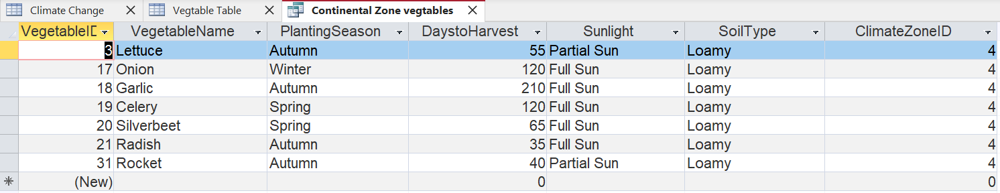 Climate Change Vegtable Table Continental Zone vegtables
VegetableID VegetableName PlantingSeason DaystoHarvest Sunlight SoilType ClimateZoneID
3 Lettuce Autumn 55 Partial Sun Loamy 4
17 Onion Winter 120 Full Sun Loamy 4
18 Garlic Autumn 210 Full Sun Loamy 4
19 Celery Spring 120 Full Sun Loamy 4
20 Silverbeet Spring 65 Full Sun Loamy 4
21 Radish Autumn 35 Full Sun Loamy 4
31 Rocket Autumn 40 Partial Sun Loamy 4
(New) 0 0